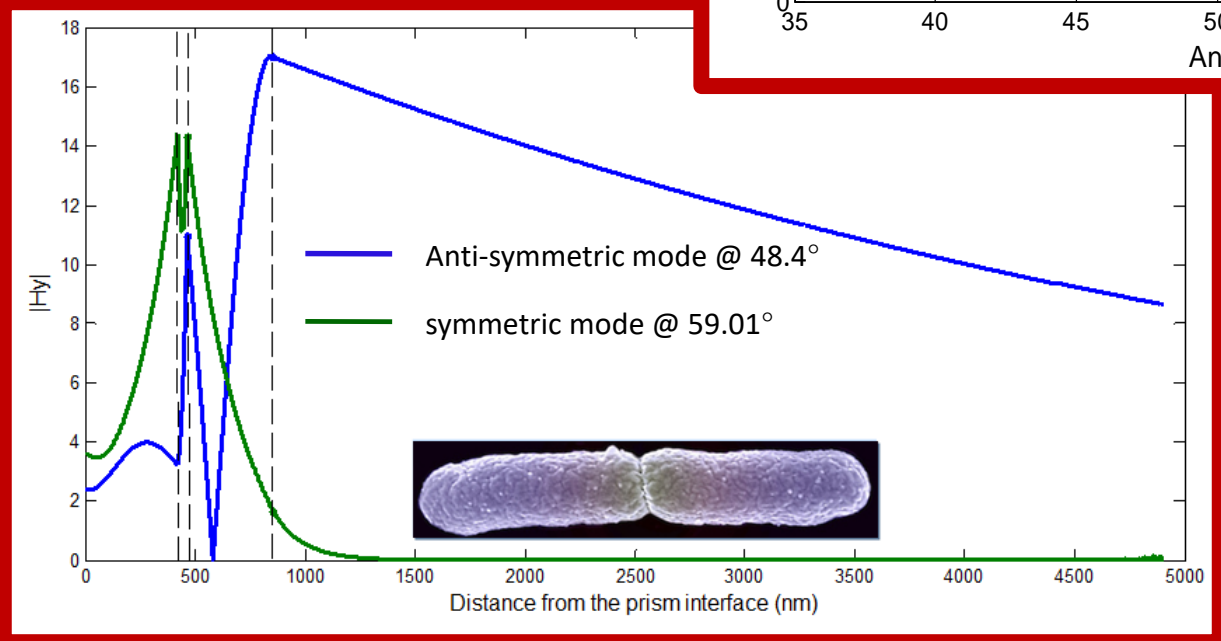 0
35 40 45 50
An
18
16
14
12
10
8
6
4
2
0
|Hy|
Anti-symmetric mode @ 48.4°
symmetric mode @ 59.01°
0 500 1000 1500 2000 2500 3000 3500 4000 4500 5000
Distance from the prism interface (nm)